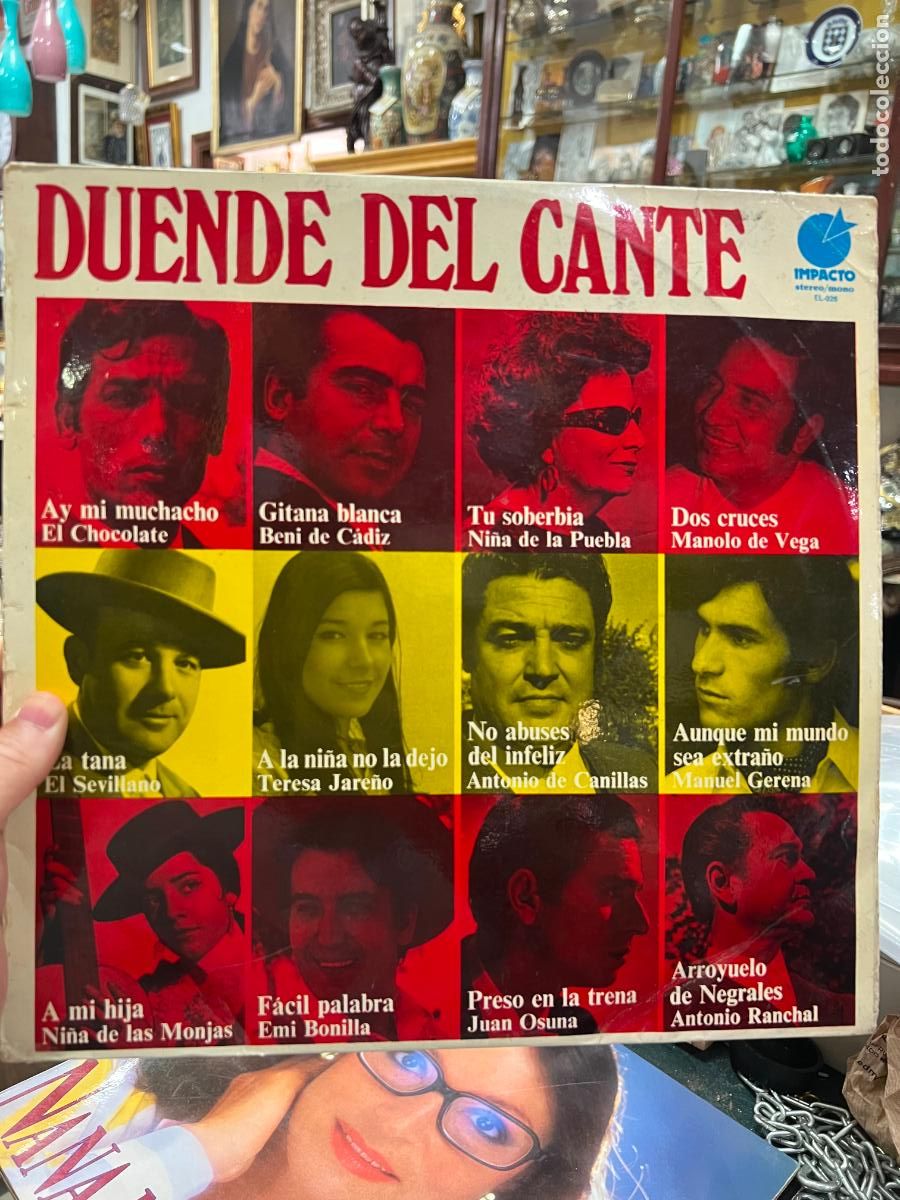 DUENDE DEL CANTE
IMPACTO
stereo/mono
EL-026
Ay mi muchacho
El Chocolate
Gitana blanca
Beni de Cádiz
Tu soberbia
Niña de la Puebla
Dos cruces
Manolo de Vega
La tana
El Sevillano
A la niña no la dejo
Teresa Jareño
No abuses
del infeliz
Antonio de Canillas
Aunque mi mundo
sea extraño
Manuel Gerena
A mi hija
Niña de las Monjas
Fácil palabra
Emi Bonilla
Preso en la trena
Juan Osuna
Arroyuelo
de Negrales
Antonio Ranchal
NANA
todocoleccion